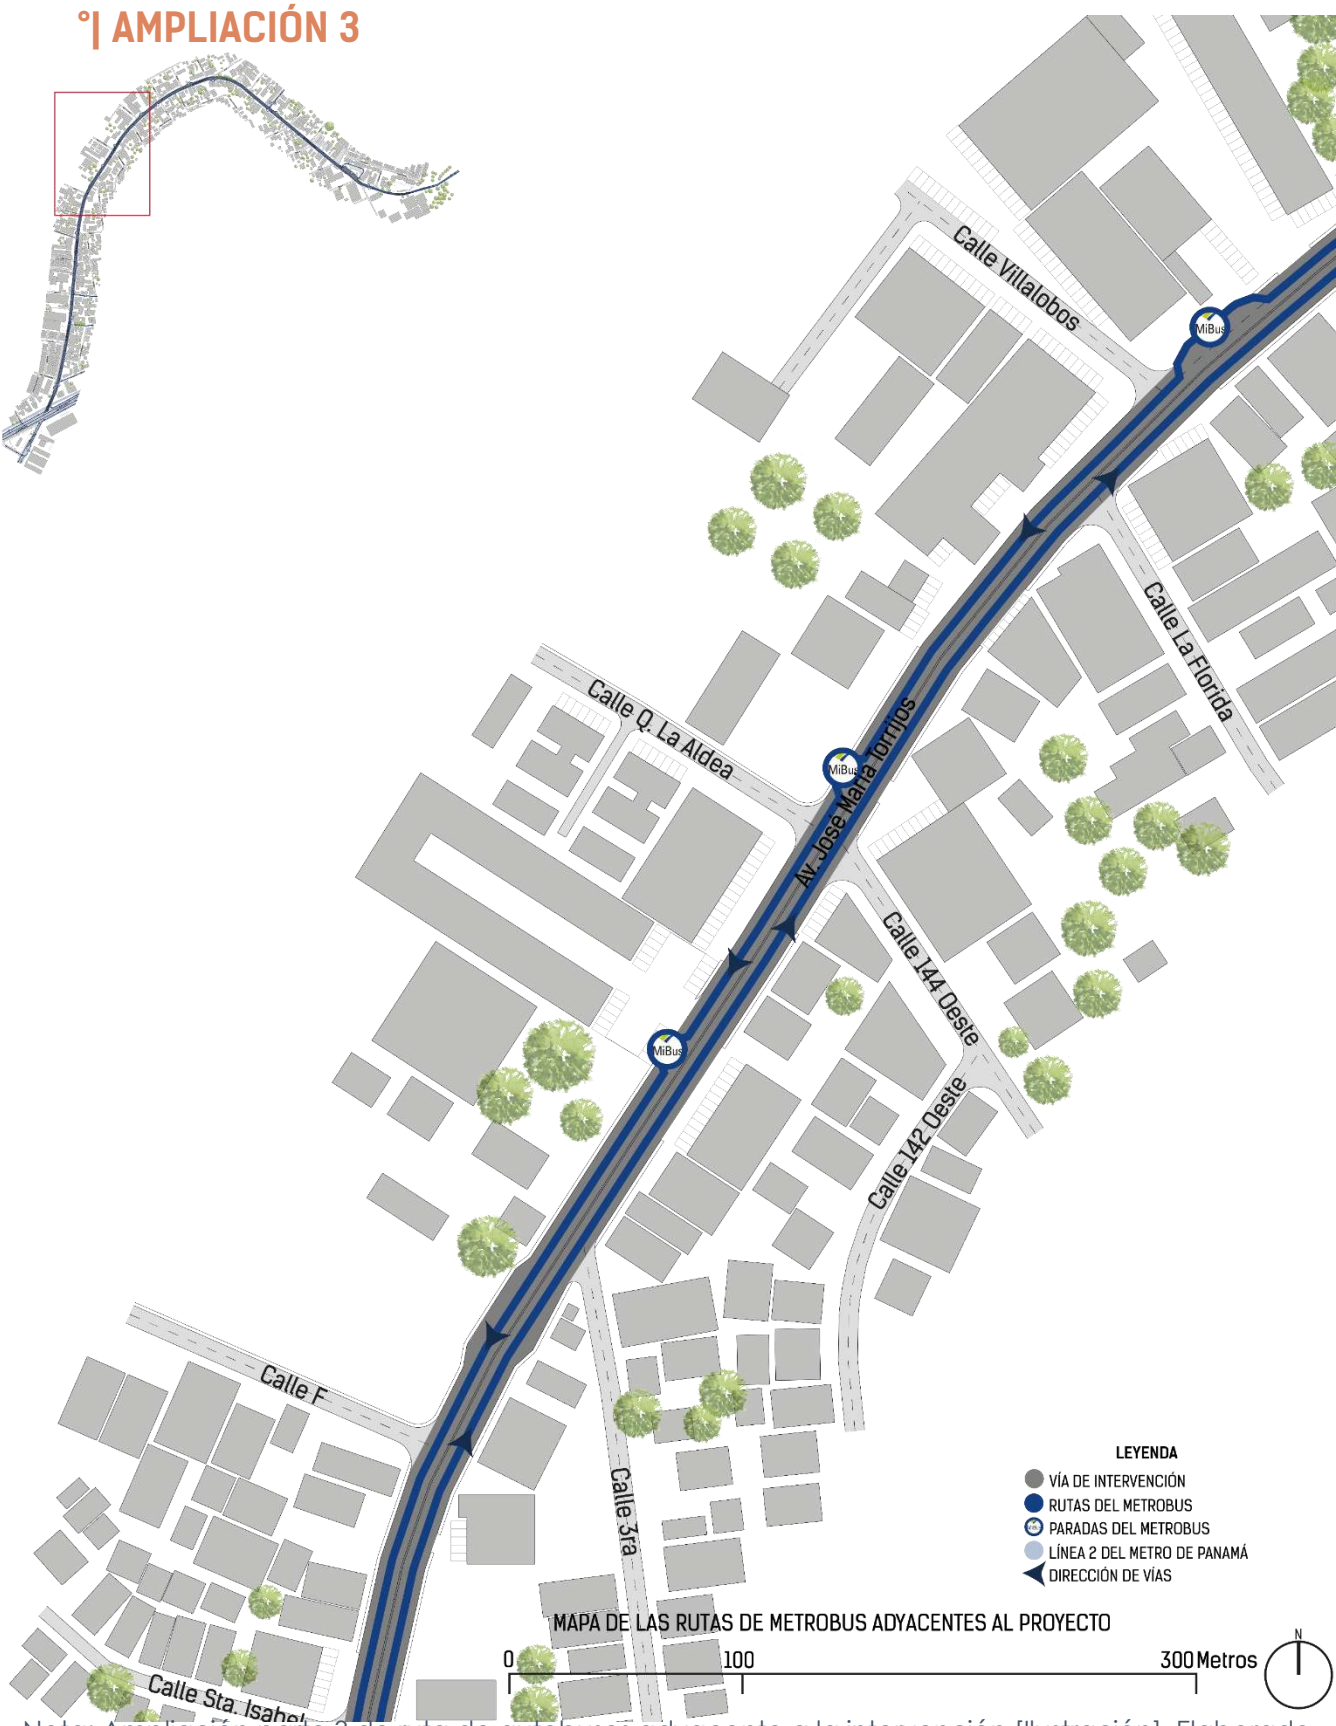 °| AMPLIACIÓN 3
Calle Villalobos
MiBus
Calle La Florida
Calle Q. La Aldea
MiBus
Av. José María Torrijos
Calle 144 Oeste
MiBus
Calle 142 Oeste
Calle F
Calle 3ra
Calle Sta. Isabel
LEYENDA
VÍA DE INTERVENCIÓN
RUTAS DEL METROBUS
MiBus PARADAS DEL METROBUS
LÍNEA 2 DEL METRO DE PANAMÁ
DIRECCIÓN DE VÍAS
MAPA DE LAS RUTAS DE METROBUS ADYACENTES AL PROYECTO
0 100 300 Metros
N